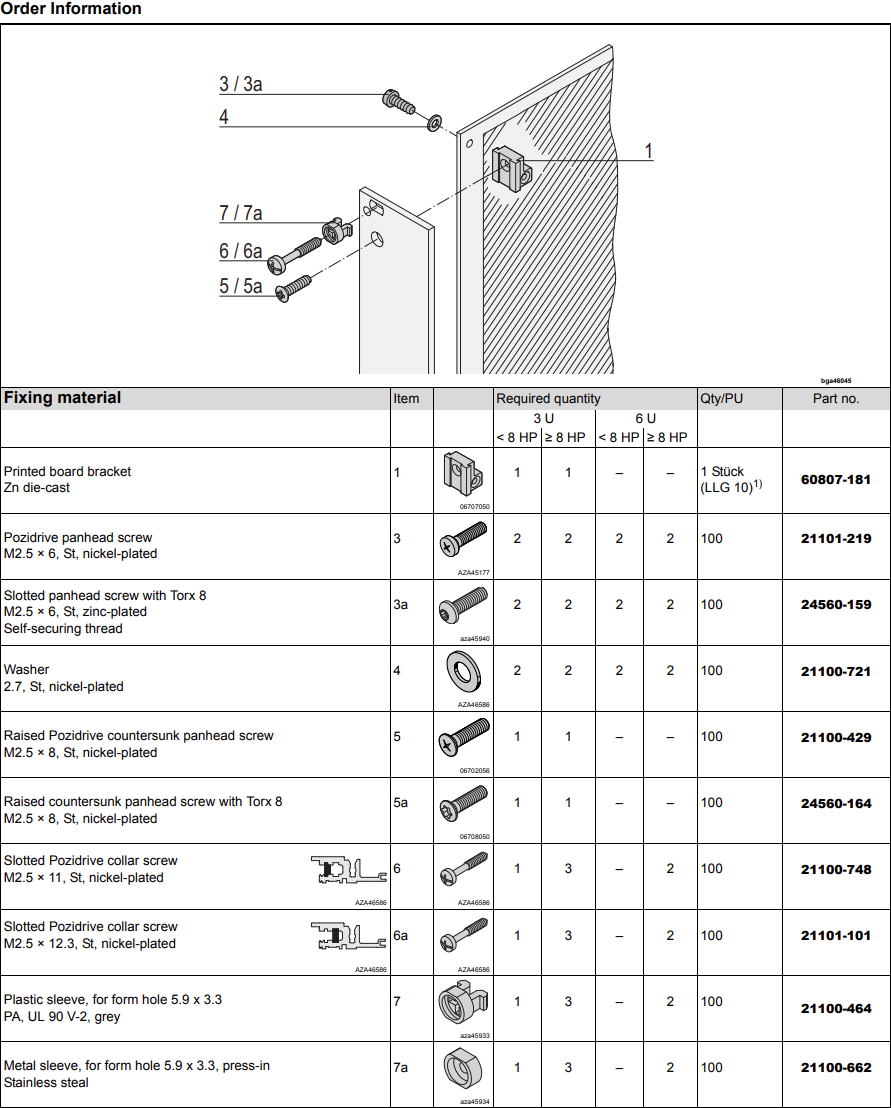 Order Information
3 / 3a
4
1
7 / 7a
6 / 6a
5 / 5a
bga46045
Fixing material Item Required quantity Qty/PU Part no.
3 U 6 U
< 8 HP ≥ 8 HP < 8 HP ≥ 8 HP
Printed board bracket
Zn die-cast
1
06707050
1 1 – –
1 Stück
(LLG 10)1)
60807-181
Pozidrive panhead screw
M2.5 × 6, St, nickel-plated
3
AZA45177
2 2 2 2 100 21101-219
Slotted panhead screw with Torx 8
M2.5 × 6, St, zinc-plated
Self-securing thread
3a
aza45940
2 2 2 2 100 24560-159
Washer
2.7, St, nickel-plated
4
AZA46586
2 2 2 2 100 21100-721
Raised Pozidrive countersunk panhead screw
M2.5 × 8, St, nickel-plated
5
06702056
1 1 – – 100 21100-429
Raised countersunk panhead screw with Torx 8
M2.5 × 8, St, nickel-plated
5a
06708050
1 1 – – 100 24560-164
Slotted Pozidrive collar screw
M2.5 × 11, St, nickel-plated
AZA46586
6
AZA46586
1 3 – 2 100 21100-748
Slotted Pozidrive collar screw
M2.5 × 12.3, St, nickel-plated
AZA46586
6a
AZA46586
1 3 – 2 100 21101-101
Plastic sleeve, for form hole 5.9 x 3.3
PA, UL 90 V-2, grey
7
aza45933
1 3 – 2 100 21100-464
Metal sleeve, for form hole 5.9 x 3.3, press-in
Stainless steal
7a
aza45934
1 3 – 2 100 21100-662